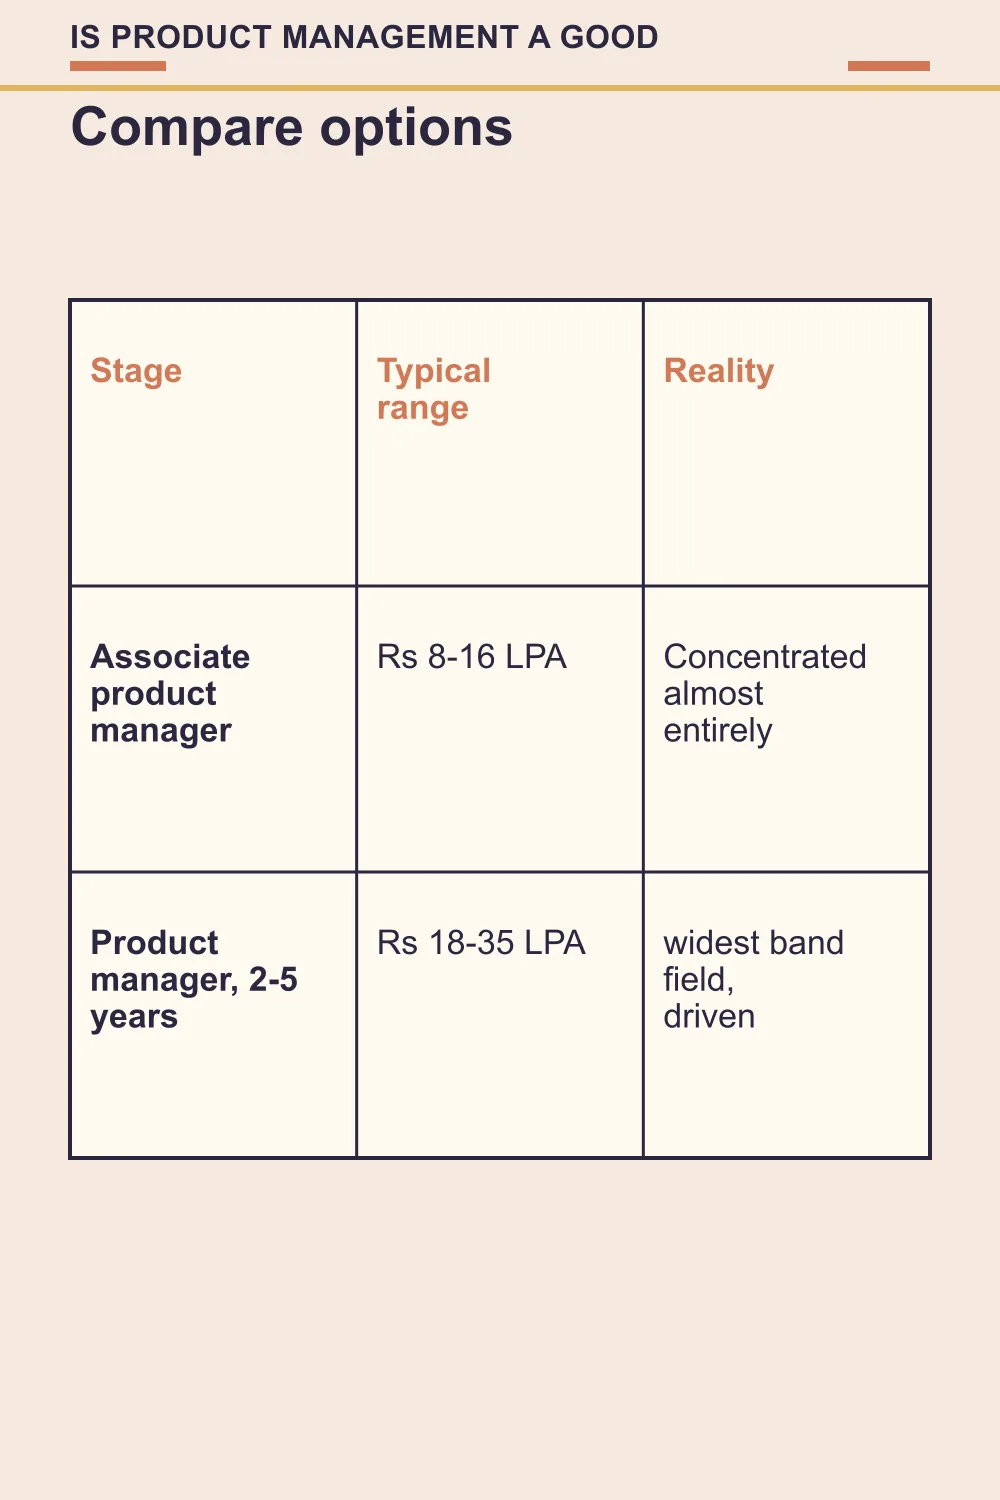 IS PRODUCT MANAGEMENT A GOOD
Compare options
Stage
Typical
range
Reality
Associate
product
manager
Rs 8-16 LPA
Concentrated
almost
entirely
Product
manager, 2-5
years
Rs 18-35 LPA
widest band
field,
driven